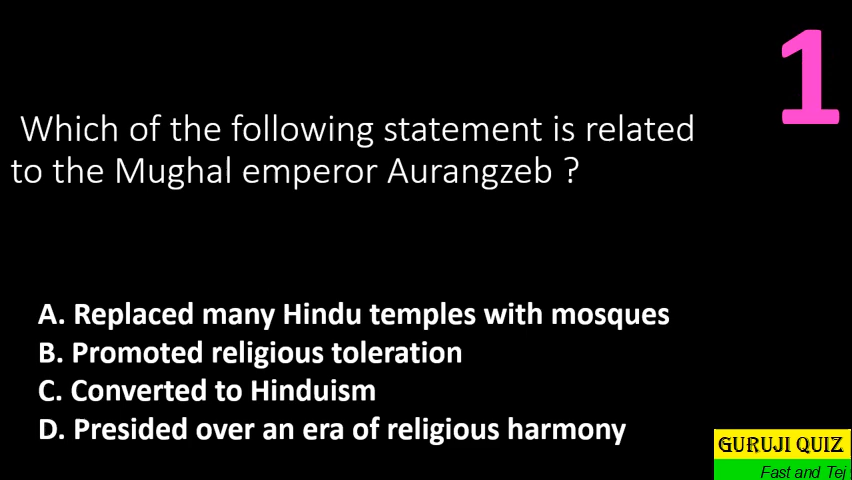 1
Which of the following statement is related
to the Mughal emperor Aurangzeb ?
A. Replaced many Hindu temples with mosques
B. Promoted religious toleration
C. Converted to Hinduism
D. Presided over an era of religious harmony
GURUJI QUIZ
Fast and Tej